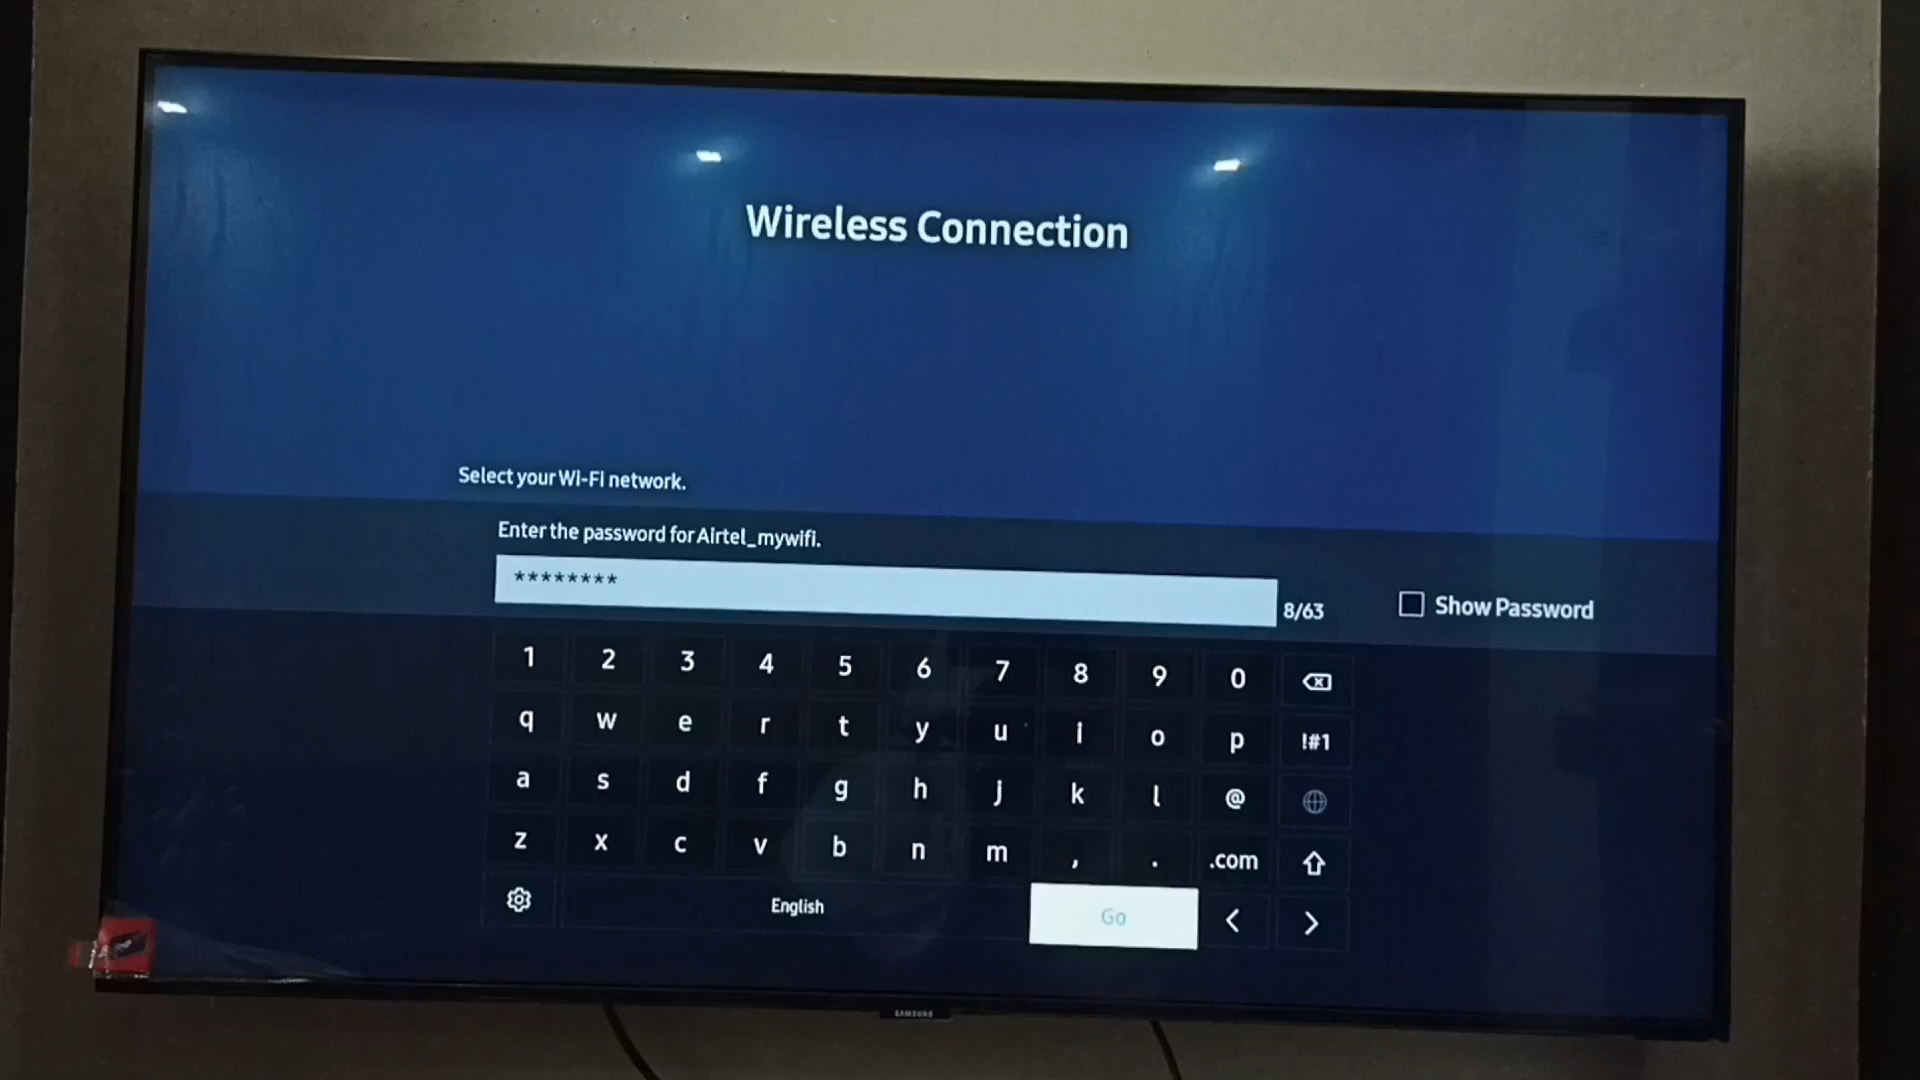 Wireless Connection
Select your Wi-Fi network.
Enter the password for Airtel_mywifi.
********
8/63
Show Password
1 2 3 4 5 6 7 8 9 0
q w e r t y u i o p !#1
a s d f g h j k l @
z x c v b n m , . .com
English Go < >
SAMSUNG